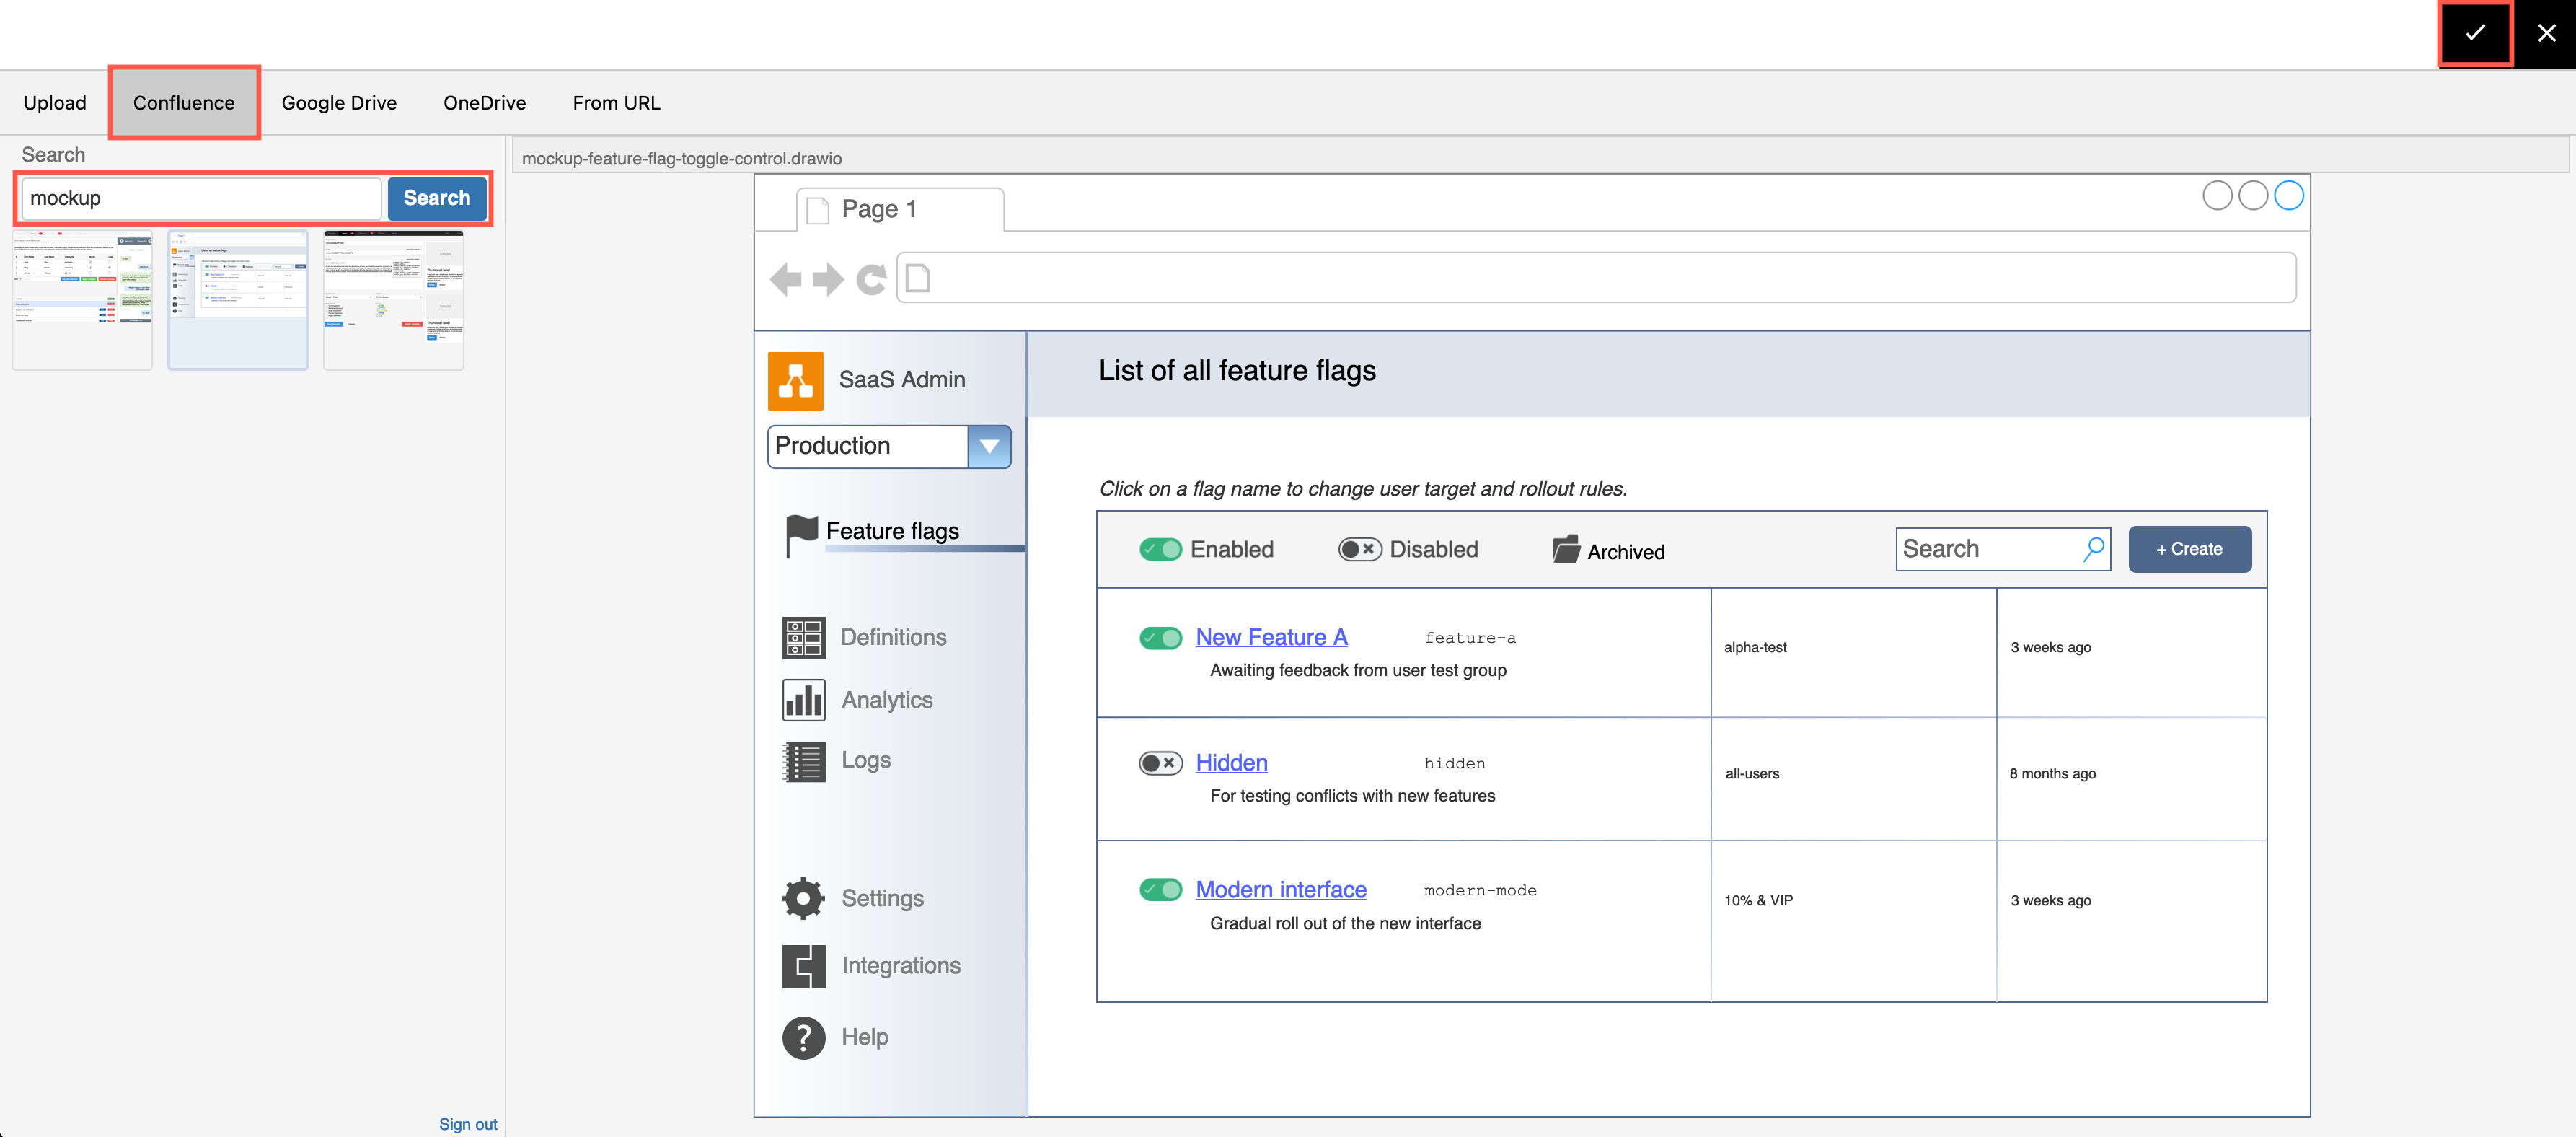 Upload
Confluence
Google Drive
OneDrive
From URL
Search
mockup
Search
mockup-feature-flag-toggle-control.drawio
Page 1
SaaS Admin
Production
Feature flags
Definitions
Analytics
Logs
Settings
Integrations
Help
List of all feature flags
Click on a flag name to change user target and rollout rules.
Enabled
Disabled
Archived
Search
+ Create
New Feature A
feature-a
alpha-test
3 weeks ago
Awaiting feedback from user test group
Hidden
hidden
all-users
8 months ago
For testing conflicts with new features
Modern interface
modern-mode
10% & VIP
3 weeks ago
Gradual roll out of the new interface
Sign out